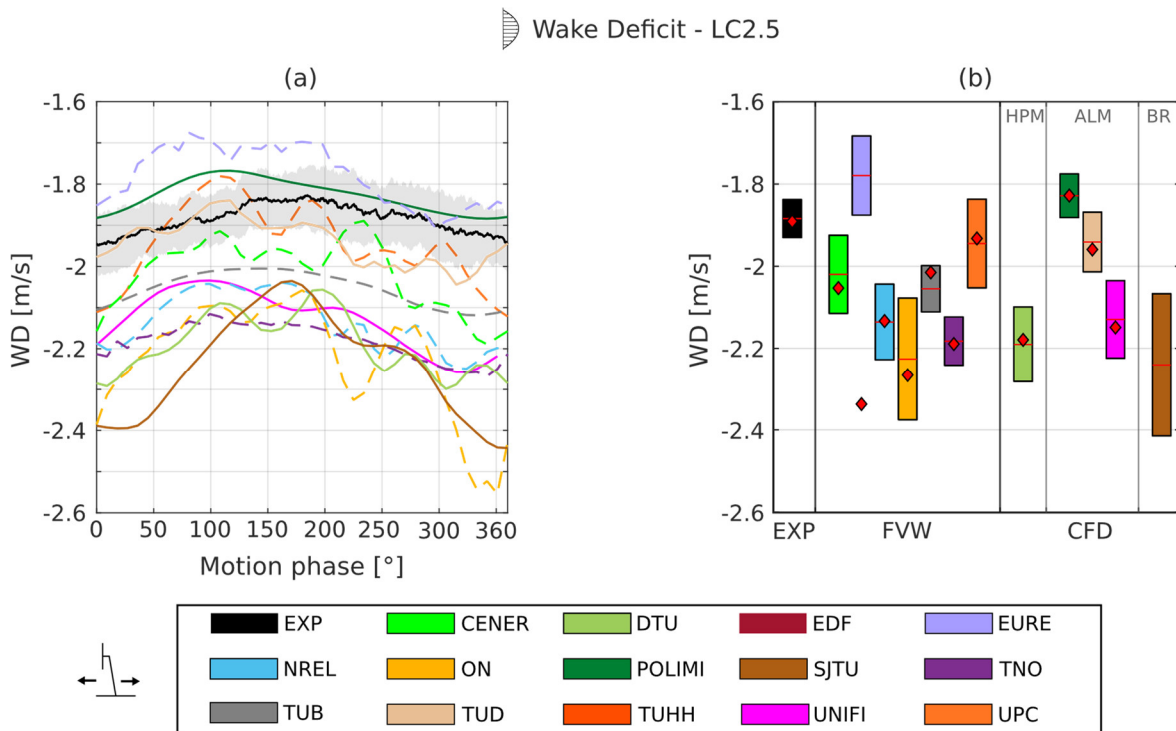 Wake Deficit - LC2.5
(a)
(b)
-1.6
-1.8
-2
-2.2
-2.4
-2.6
WD [m/s]
0 50 100 150 200 250 300 360
Motion phase [°]
-1.6
-1.8
-2
-2.2
-2.4
-2.6
WD [m/s]
HPM ALM BR
EXP FVW CFD
EXP CENER DTU EDF EURE
NREL ON POLIMI SJTU TNO
TUB TUD TUHH UNIFI UPC